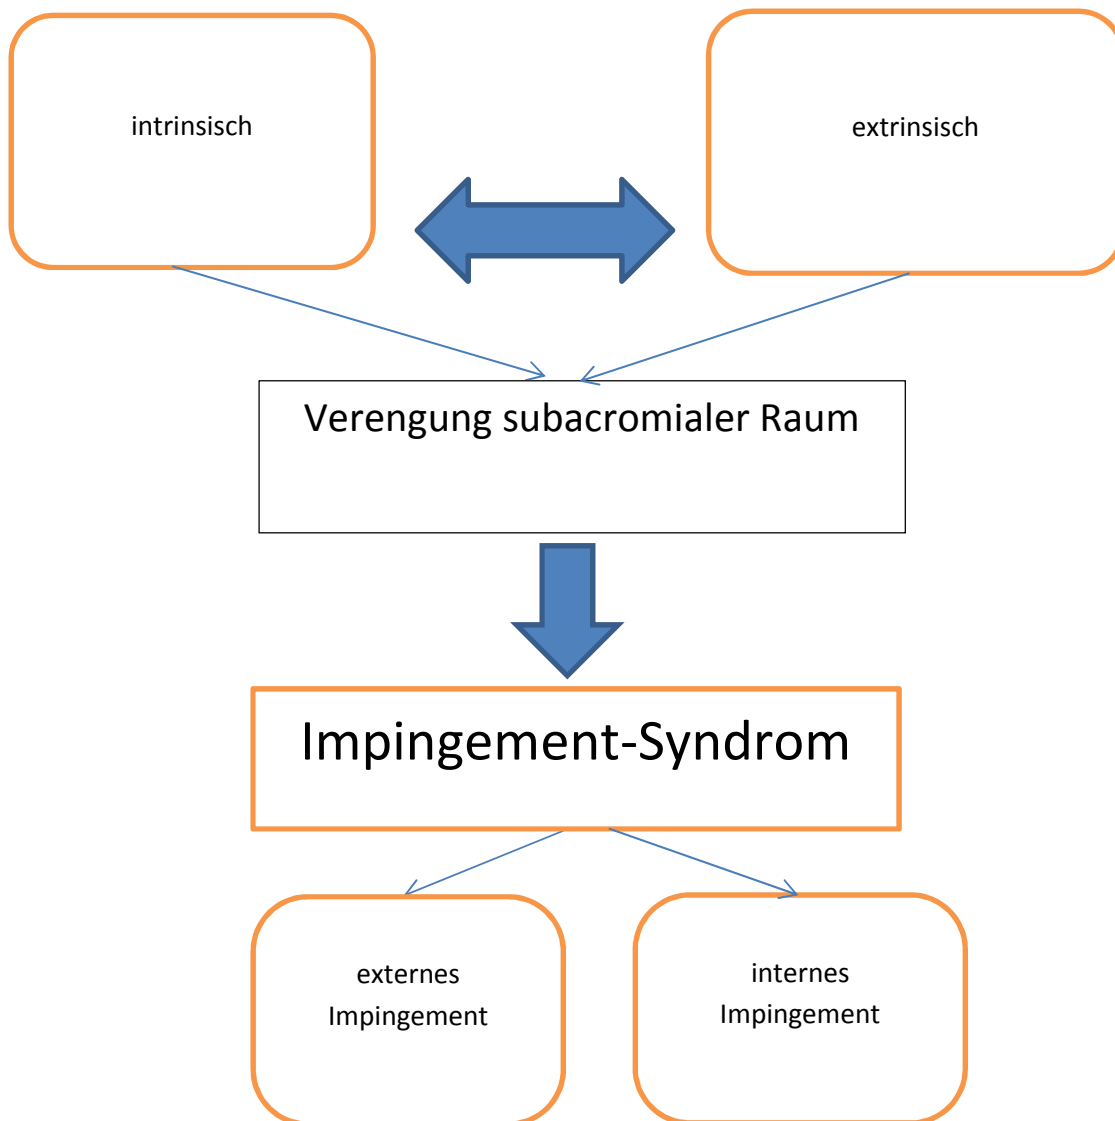 intrinsisch
extrinsisch
Verengung subacromialer Raum
Impingement-Syndrom
externes
Impingement
internes
Impingement